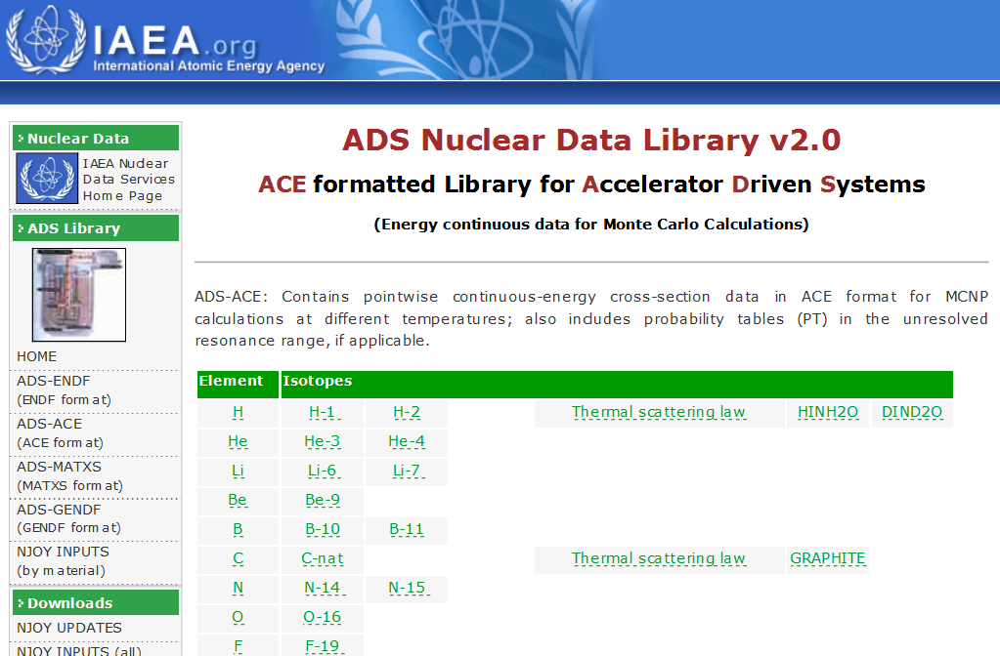 IAEA.org
International Atomic Energy Agency
Nuclear Data
IAEA Nuclear
Data Services
Home Page
ADS Library
HOME
ADS-ENDF
(ENDF format)
ADS-ACE
(ACE format)
ADS-MATXS
(MATXS format)
ADS-GENDF
(GENDF format)
NJOY INPUTS
(by material)
Downloads
NJOY UPDATES
NJOY INPUTS (all)
ADS Nuclear Data Library v2.0
ACE formatted Library for Accelerator Driven Systems
(Energy continuous data for Monte Carlo Calculations)
ADS-ACE: Contains pointwise continuous-energy cross-section data in ACE format for MCNP
calculations at different temperatures; also includes probability tables (PT) in the unresolved
resonance range, if applicable.
Element Isotopes
H H-1 H-2 Thermal scattering law HINH2O DIND2O
He He-3 He-4
Li Li-6 Li-7
Be Be-9
B B-10 B-11
C C-nat Thermal scattering law GRAPHITE
N N-14 N-15
O O-16
F F-19